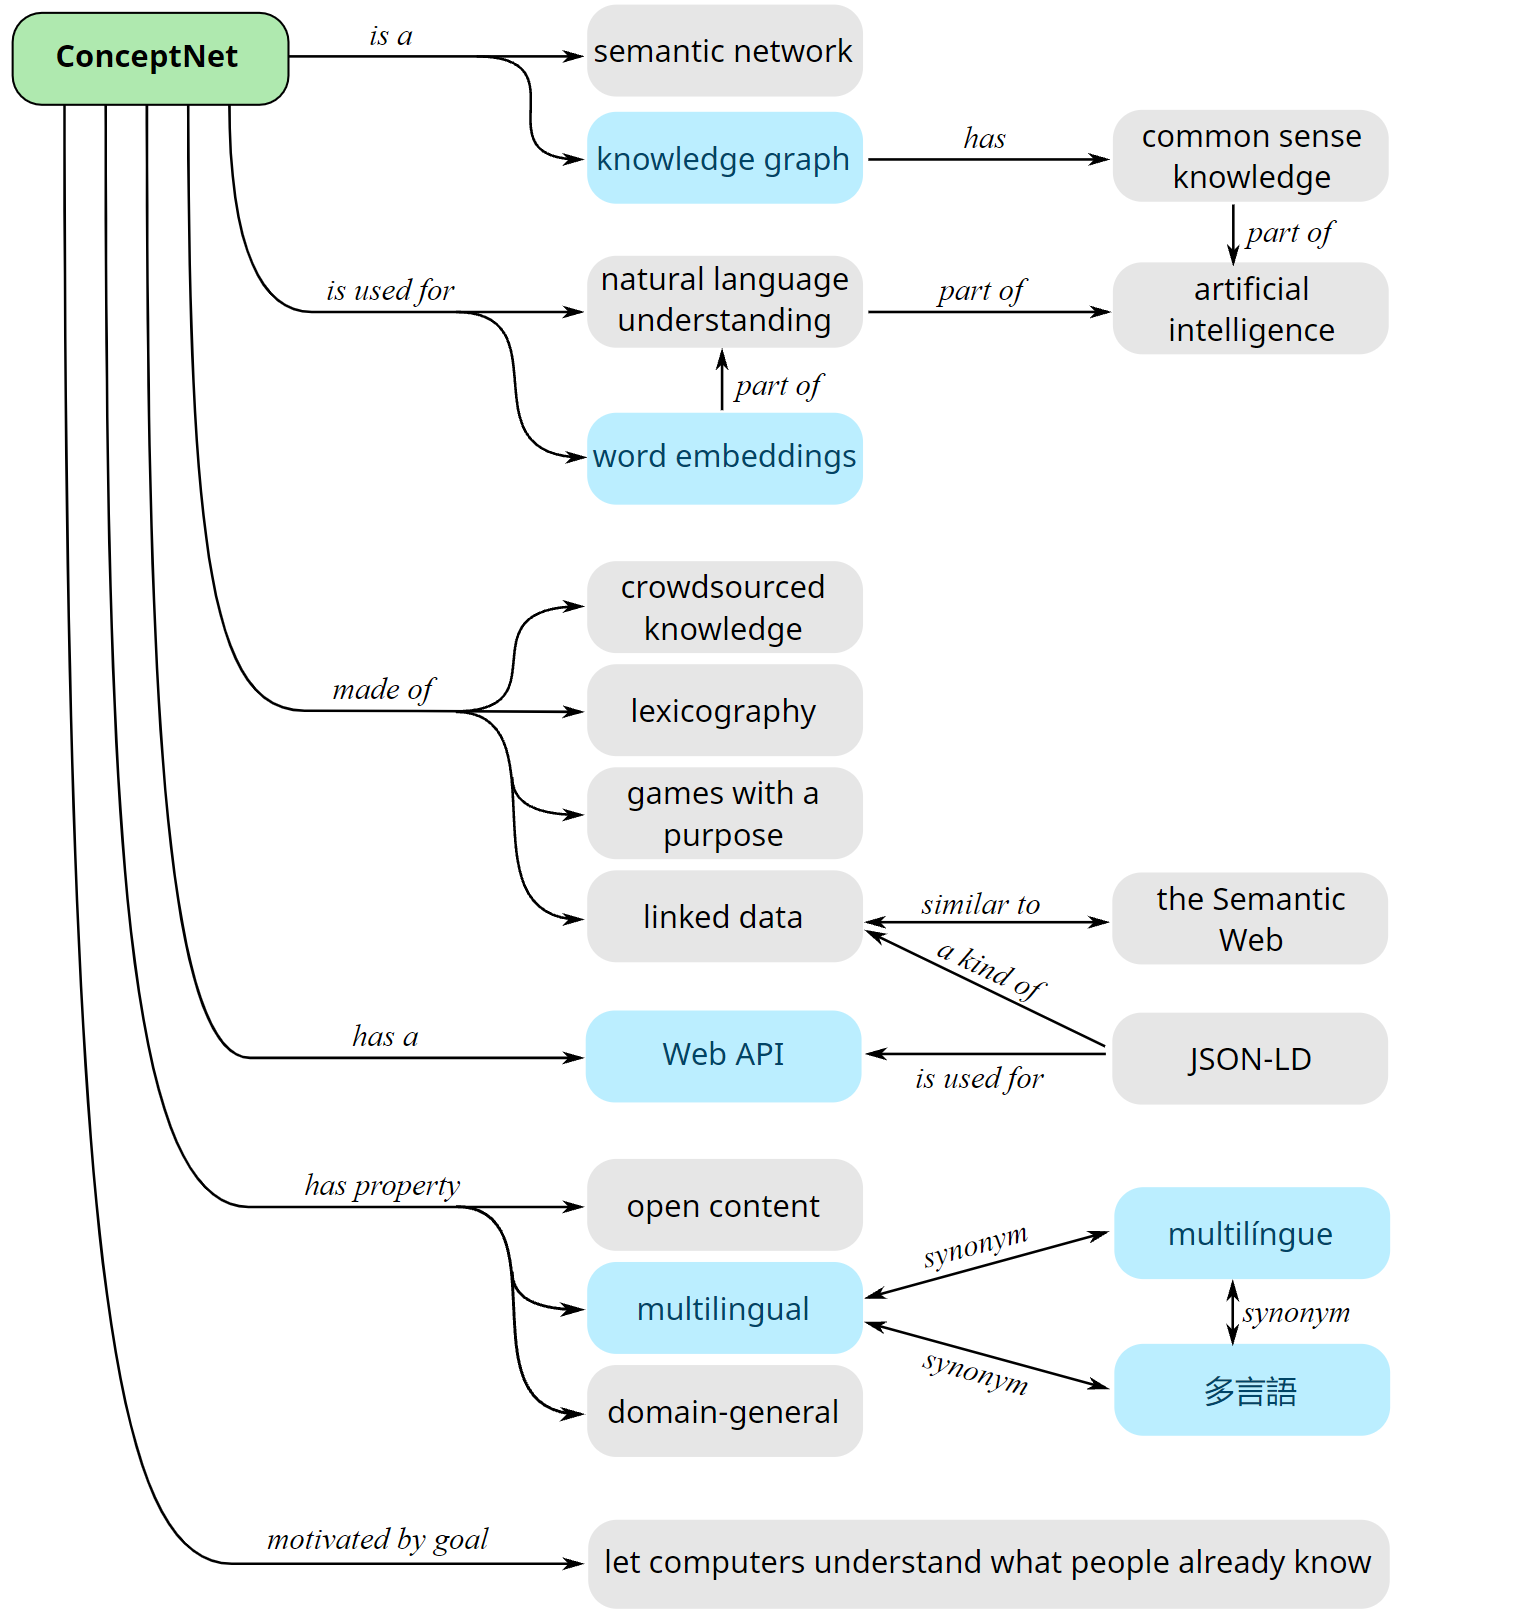 ConceptNet
is a
semantic network
knowledge graph
has
common sense
knowledge
part of
is used for
natural language
understanding
part of
artificial
intelligence
part of
word embeddings
crowdsourced
knowledge
made of
lexicography
games with a
purpose
linked data
similar to
the Semantic
Web
a kind of
has a
Web API
is used for
JSON-LD
has property
open content
multilingual
synonym
multilíngue
synonym
synonym
多言語
domain-general
motivated by goal
let computers understand what people already know